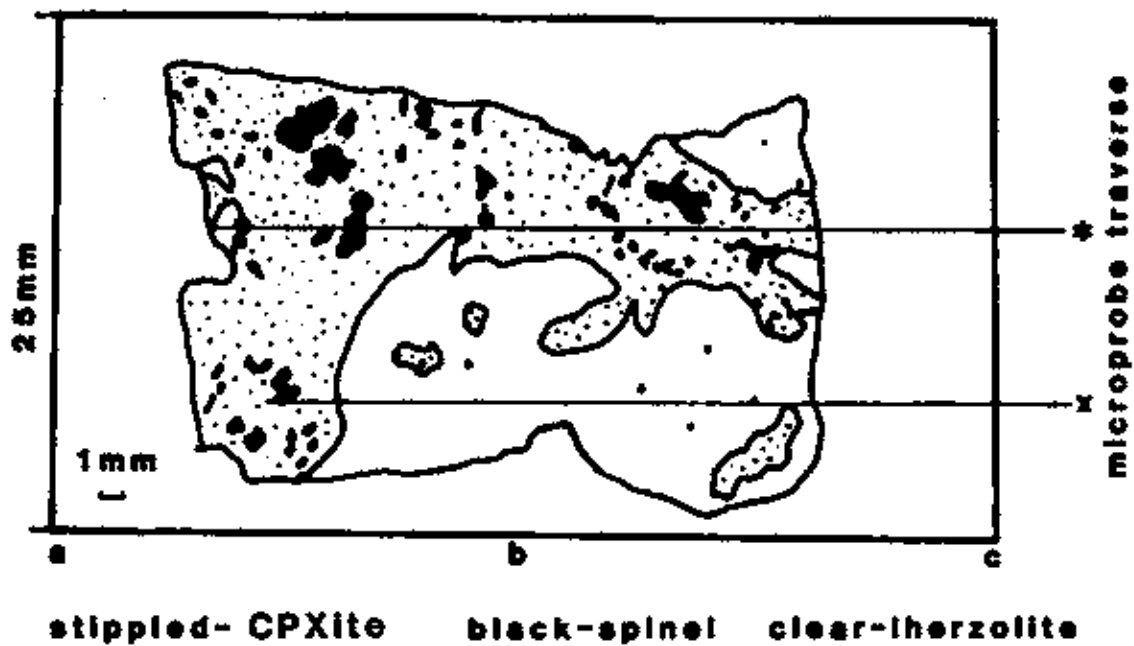 25mm
1mm
a b c
* 
x
microprobe traverse
stippled- CPXite black-spinel clear-lherzolite